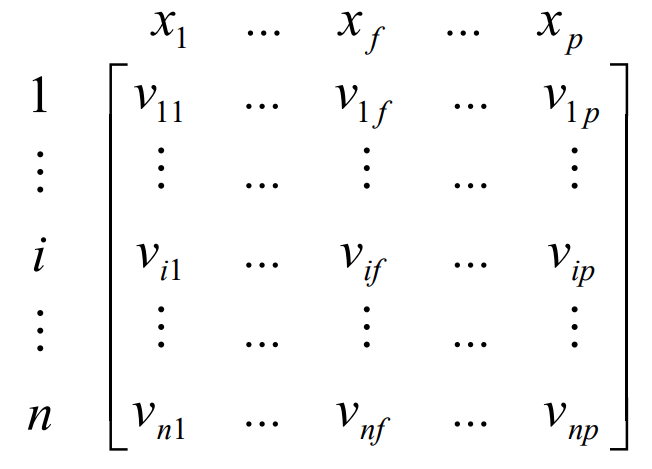 x1 ... xf ... xp
1 v11 ... v1f ... v1p
⋮ ⋮ ... ⋮ ... ⋮
i vi1 ... vif ... vip
⋮ ⋮ ... ⋮ ... ⋮
n vn1 ... vnf ... vnp